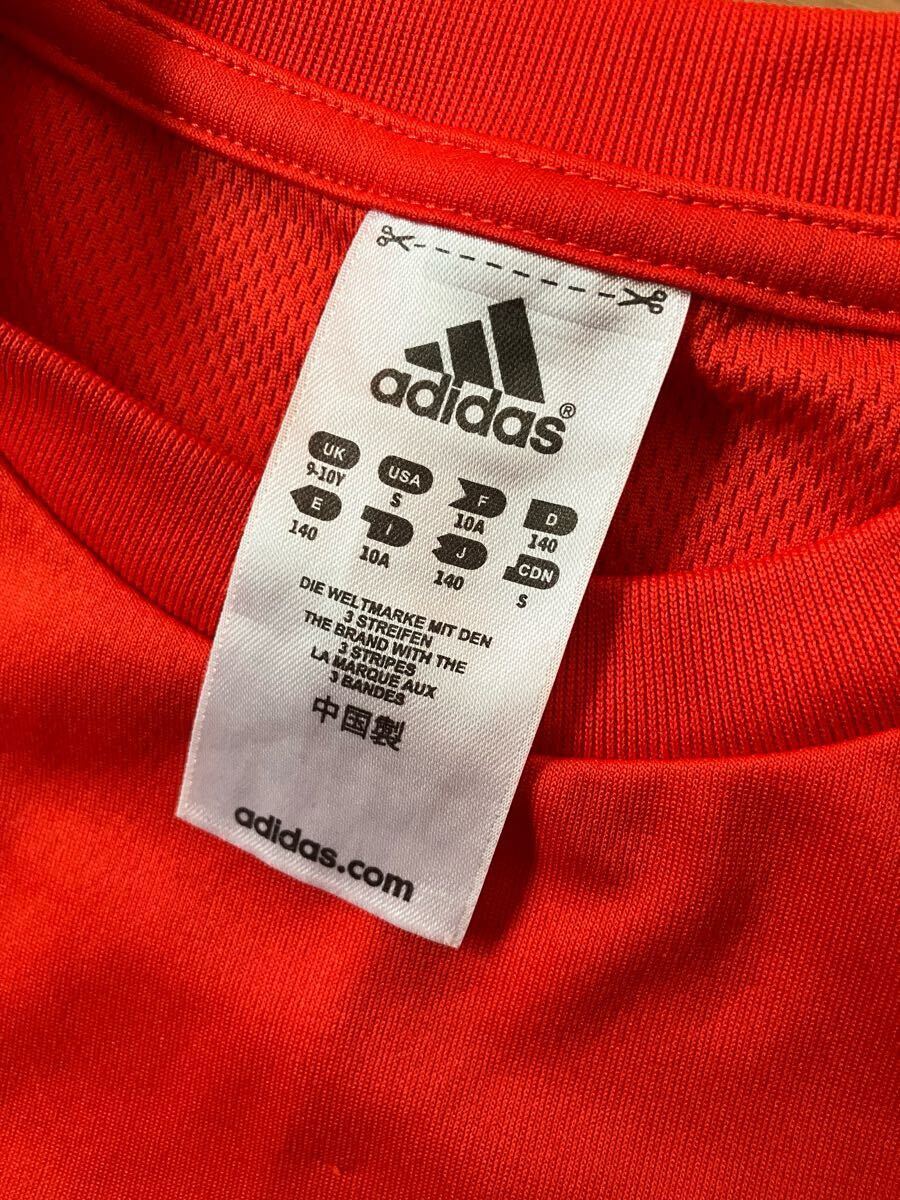 adidas®
UK USA F D
9-10Y S 10A 140
E I J CDN
140 10A 140 S
DIE WELTMARKE MIT DEN
3 STREIFEN
THE BRAND WITH THE
3 STRIPES
LA MARQUE AUX
3 BANDES
中国製
adidas.com